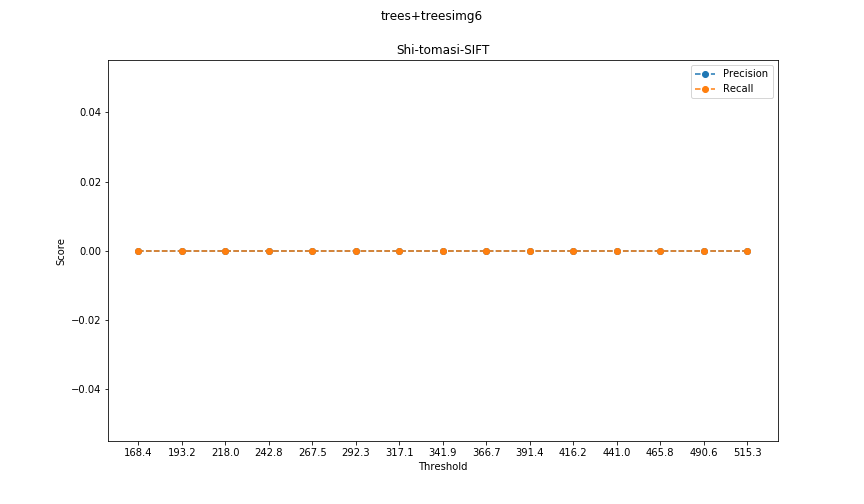 trees+treesimg6
Shi-tomasi-SIFT
Precision
Recall
0.04
0.02
0.00
−0.02
−0.04
Score
168.4 193.2 218.0 242.8 267.5 292.3 317.1 341.9 366.7 391.4 416.2 441.0 465.8 490.6 515.3
Threshold